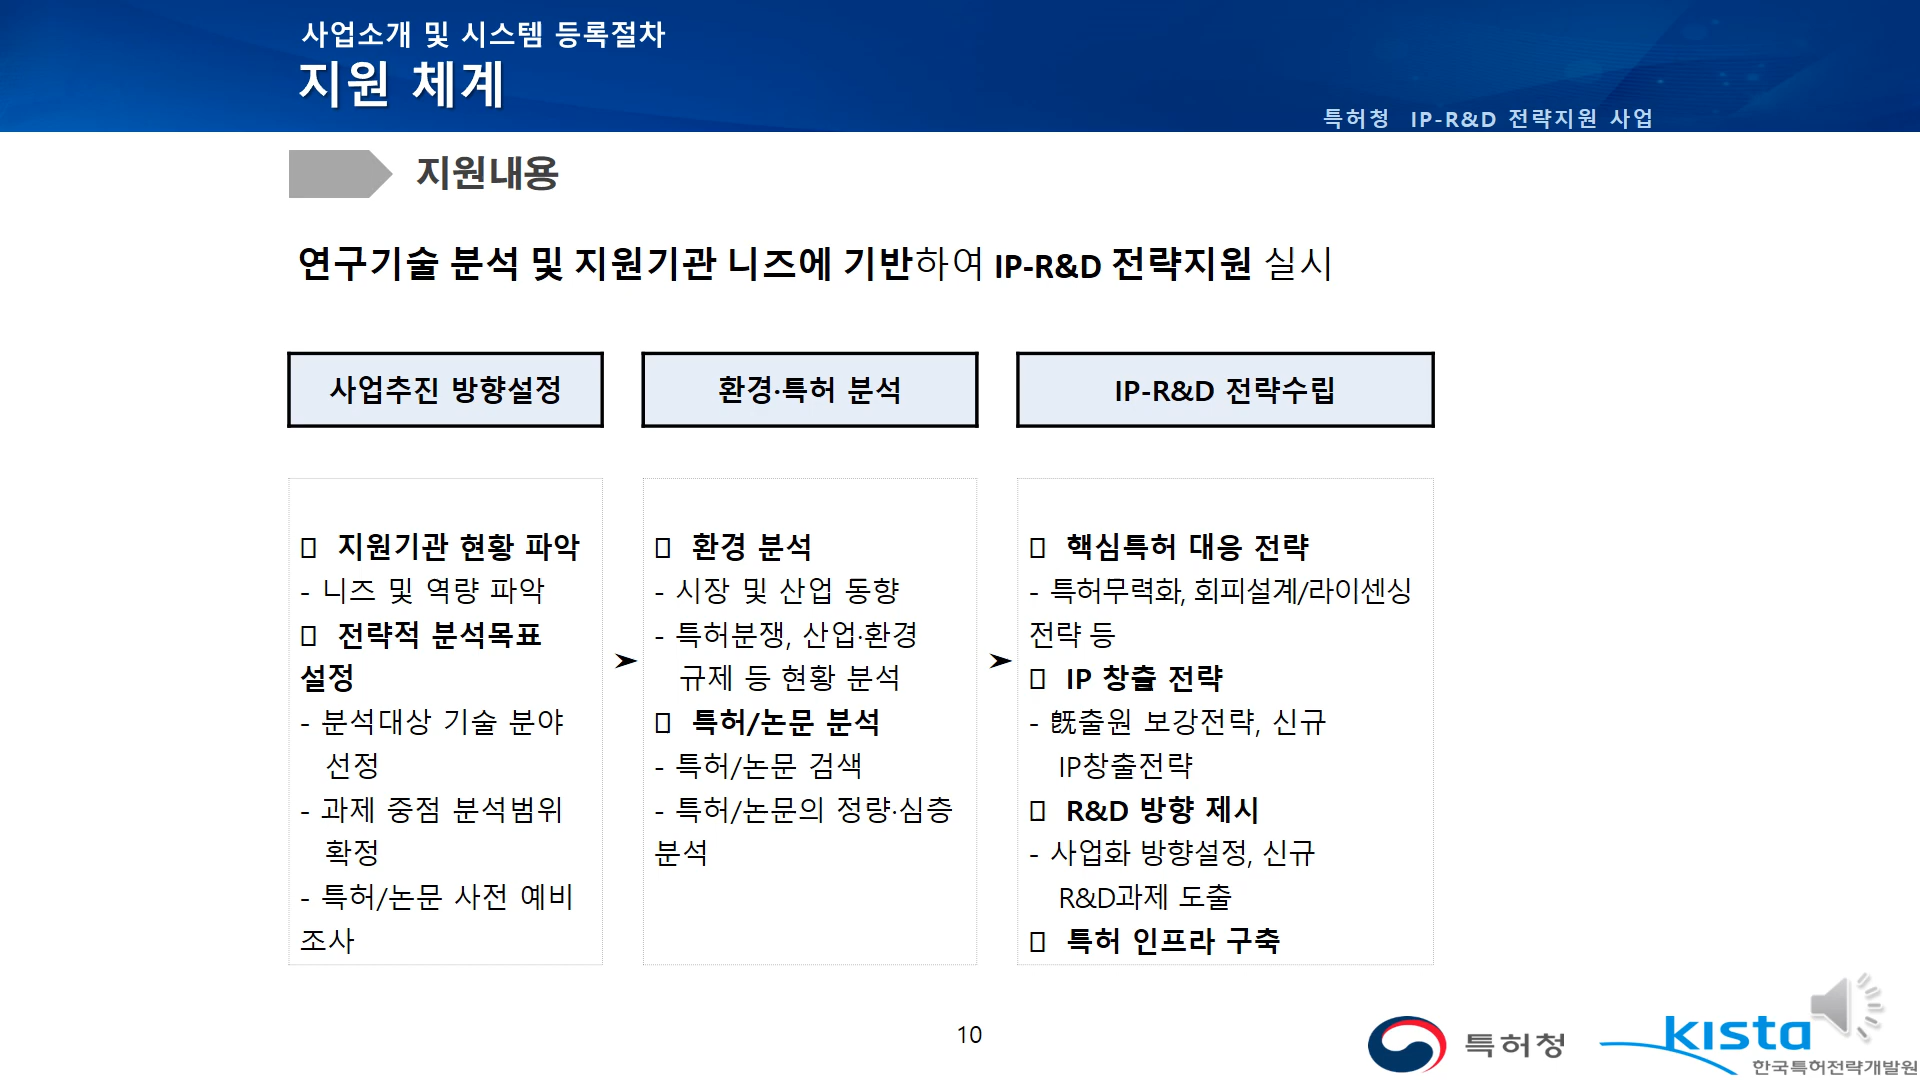 사업소개 및 시스템 등록절차
지원 체계
특허청 IP-R&D 전략지원 사업
지원내용
연구기술 분석 및 지원기관 니즈에 기반하여 IP-R&D 전략지원 실시
사업추진 방향설정
지원기관 현황 파악
- 니즈 및 역량 파악
전략적 분석목표
설정
- 분석대상 기술 분야
선정
- 과제 중점 분석범위
확정
- 특허/논문 사전 예비
조사
➤
환경·특허 분석
환경 분석
- 시장 및 산업 동향
- 특허분쟁, 산업·환경
규제 등 현황 분석
특허/논문 분석
- 특허/논문 검색
- 특허/논문의 정량·심층
분석
➤
IP-R&D 전략수립
핵심특허 대응 전략
- 특허무력화, 회피설계/라이센싱
전략 등
IP 창출 전략
- 旣출원 보강전략, 신규
IP창출전략
R&D 방향 제시
- 사업화 방향설정, 신규
R&D과제 도출
특허 인프라 구축
10
특허청
kista
한국특허전략개발원